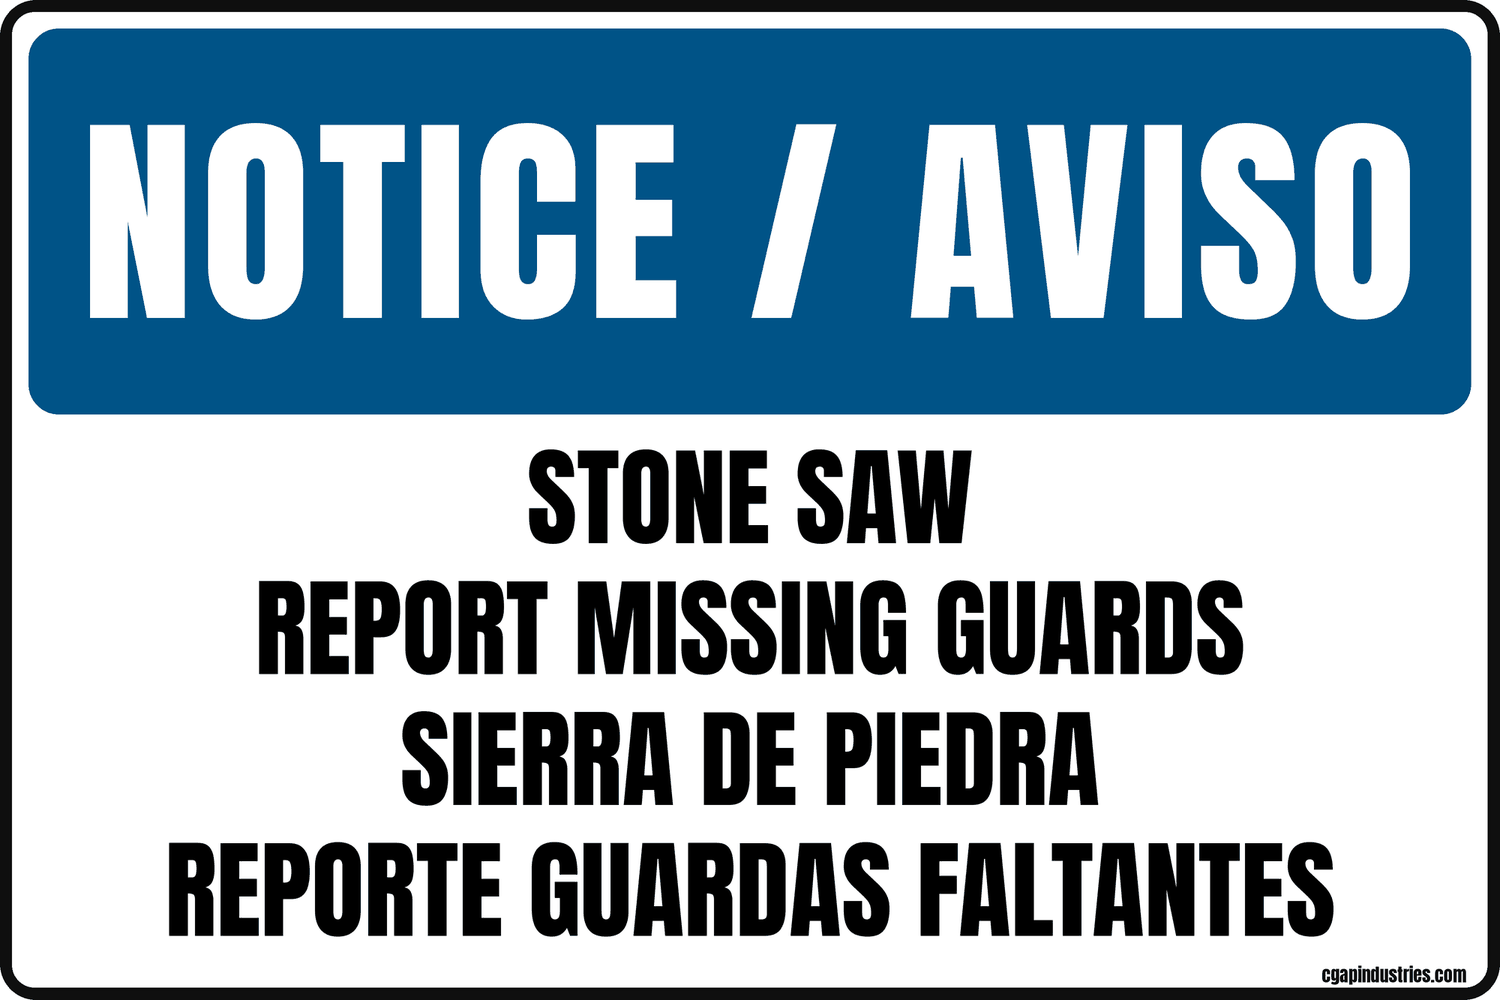 NOTICE / AVISO
STONE SAW
REPORT MISSING GUARDS
SIERRA DE PIEDRA
REPORTE GUARDAS FALTANTES
cgapindustries.com